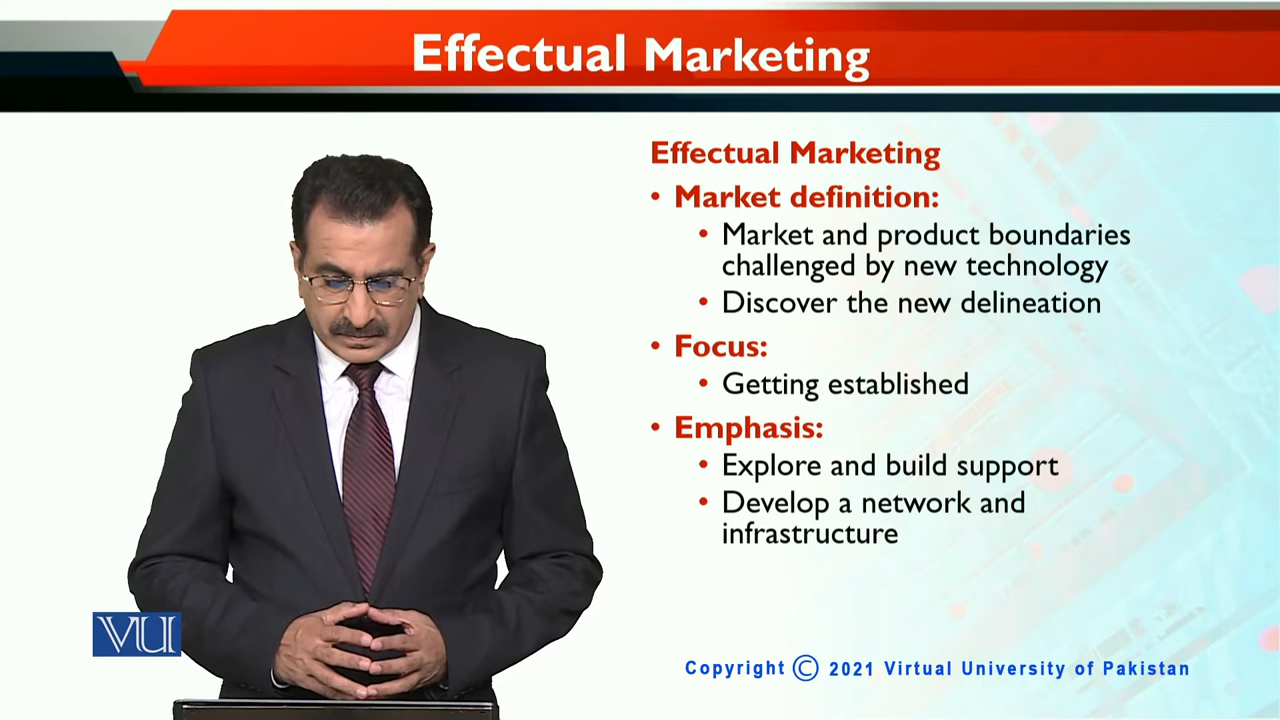 Effectual Marketing
Effectual Marketing
• Market definition:
• Market and product boundaries
challenged by new technology
• Discover the new delineation
• Focus:
• Getting established
• Emphasis:
• Explore and build support
• Develop a network and
infrastructure
VU
Copyright © 2021 Virtual University of Pakistan